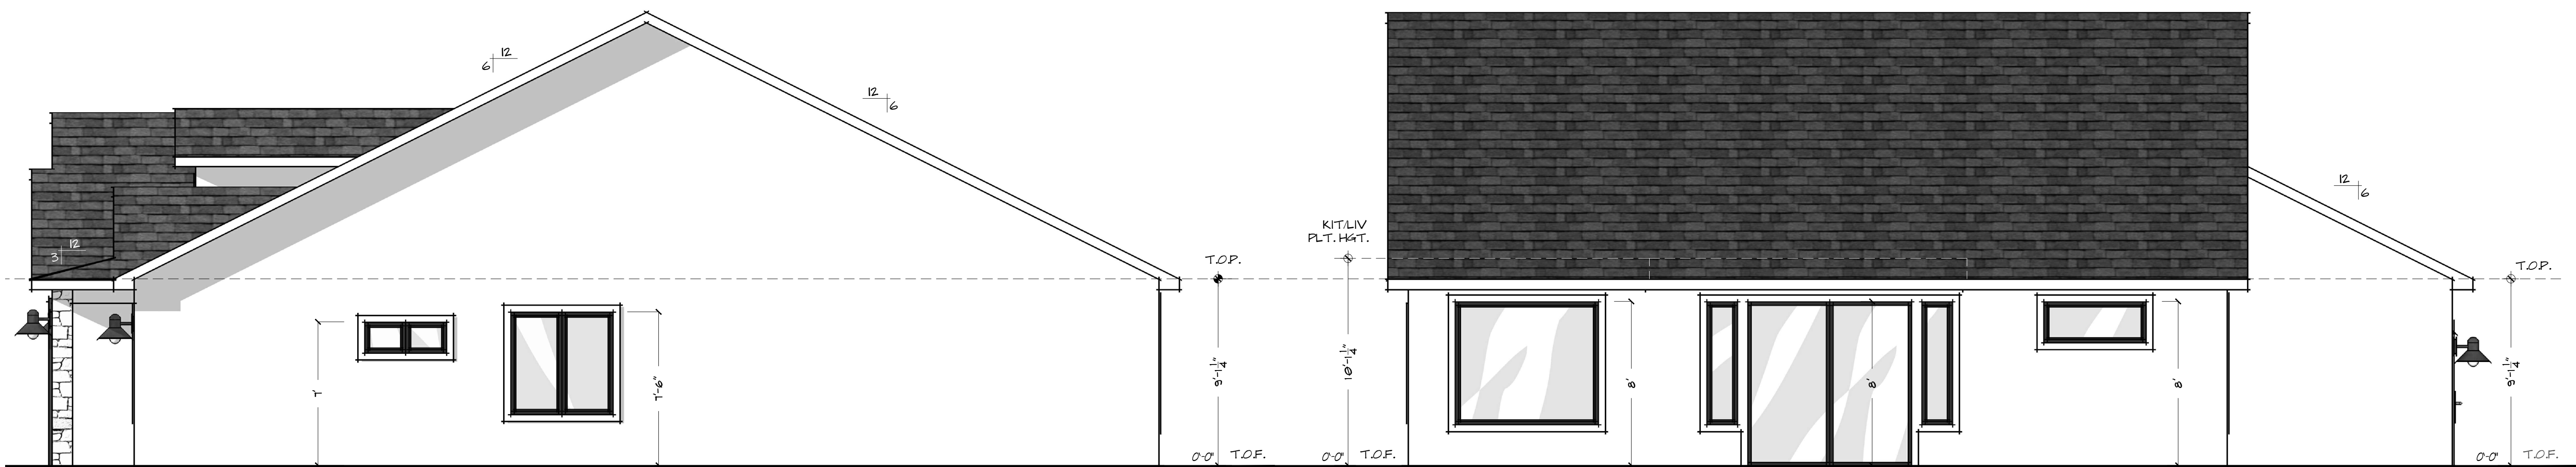 12
6
12
6
12
3
7'
7'-6"
T.O.P.
9'-1 1/4"
0'-0" T.O.F.
KIT/LIV
PLT. HGT.
10'-1 1/4"
0'-0" T.O.F.
8'
8'
8'
12
6
T.O.P.
9'-1 1/4"
0'-0" T.O.F.